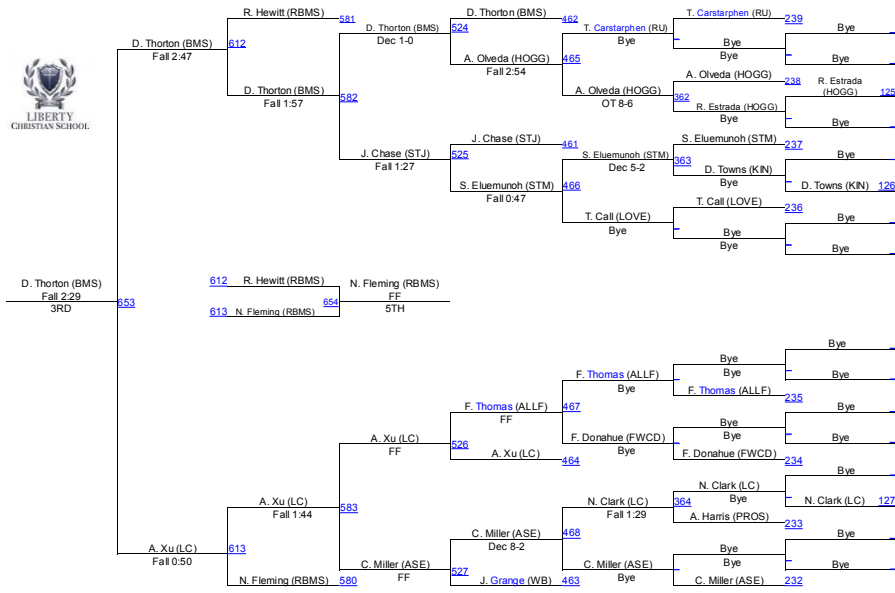 R. Hewitt (RBMS) 581 D. Thorton (BMS) 462 T. Carstarphen (RU) 239 Bye
D. Thorton (BMS) 524 T. Carstarphen (RU) Bye
D. Thorton (BMS) 612 Dec 1-0 Bye Bye
Fall 2:47 A. Olveda (HOGG) 465 Bye Bye
Fall 2:54 A. Olveda (HOGG) 238 R. Estrada
D. Thorton (BMS) 582 A. Olveda (HOGG) 362 (HOGG) 125
Fall 1:57 OT 8-6 R. Estrada (HOGG)
LIBERTY Bye Bye
CHRISTIAN SCHOOL
J. Chase (STJ) 461 S. Eluemunoh (STM) 237
J. Chase (STJ) 525 S. Eluemunoh (STM) 363 Bye
Fall 1:27 Dec 5-2 D. Towns (KIN)
S. Eluemunoh (STM) 466 Bye D. Towns (KIN) 126
Fall 0:47 T. Call (LOVE) 236
T. Call (LOVE) Bye
Bye Bye
Bye Bye
D. Thorton (BMS) 612 R. Hewitt (RBMS) N. Fleming (RBMS)
Fall 2:29 653 654 FF
3RD 613 N. Fleming (RBMS) 5TH
Bye
Bye
F. Thomas (ALLF) Bye Bye
Bye F. Thomas (ALLF) 235
F. Thomas (ALLF) 467 Bye
FF Bye
A. Xu (LC) 526 F. Donahue (FWCD) Bye Bye
FF A. Xu (LC) 464 Bye F. Donahue (FWCD) 234
Bye
N. Clark (LC)
A. Xu (LC) 583 N. Clark (LC) 364 Bye N. Clark (LC) 127
Fall 1:44 Fall 1:29 A. Harris (PROS) 233
C. Miller (ASE) 468 Bye
A. Xu (LC) 613 Dec 8-2 Bye
Fall 0:50 C. Miller (ASE) 527 C. Miller (ASE) Bye Bye
N. Fleming (RBMS) 580 FF J. Grange (WB) 463 Bye C. Miller (ASE) 232